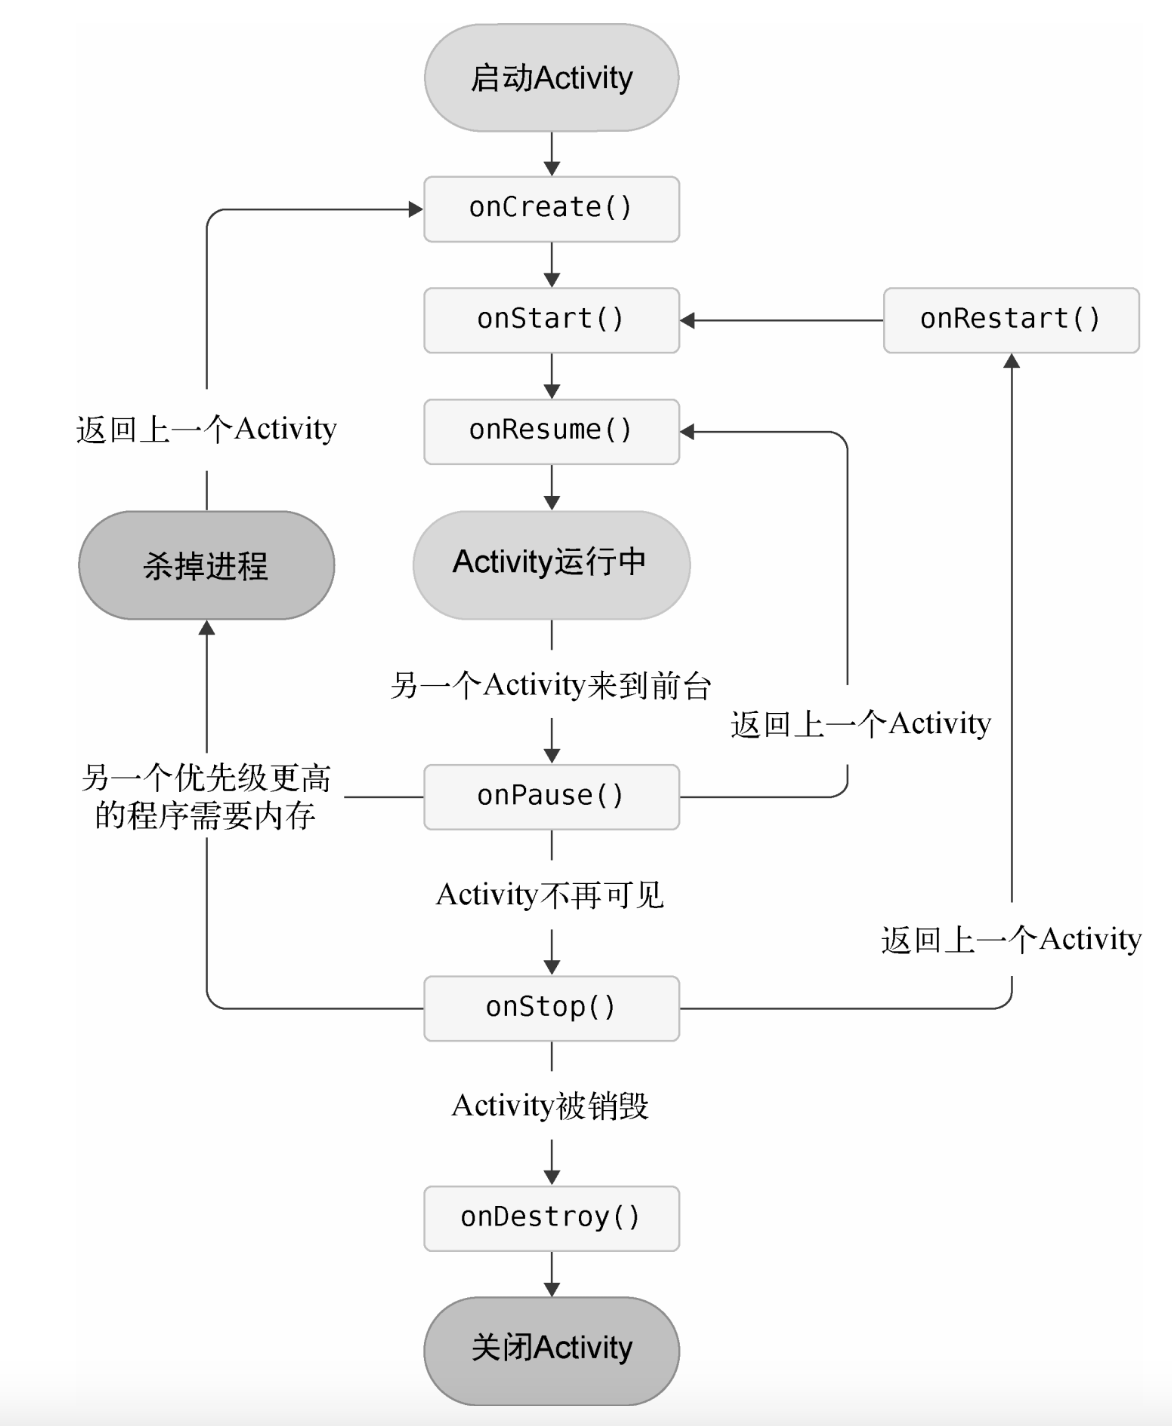 启动Activity
onCreate()
onStart()
onRestart()
onResume()
返回上一个Activity
杀掉进程
Activity运行中
另一个Activity来到前台
返回上一个Activity
另一个优先级更高
的程序需要内存
onPause()
Activity不再可见
返回上一个Activity
onStop()
Activity被销毁
onDestroy()
关闭Activity